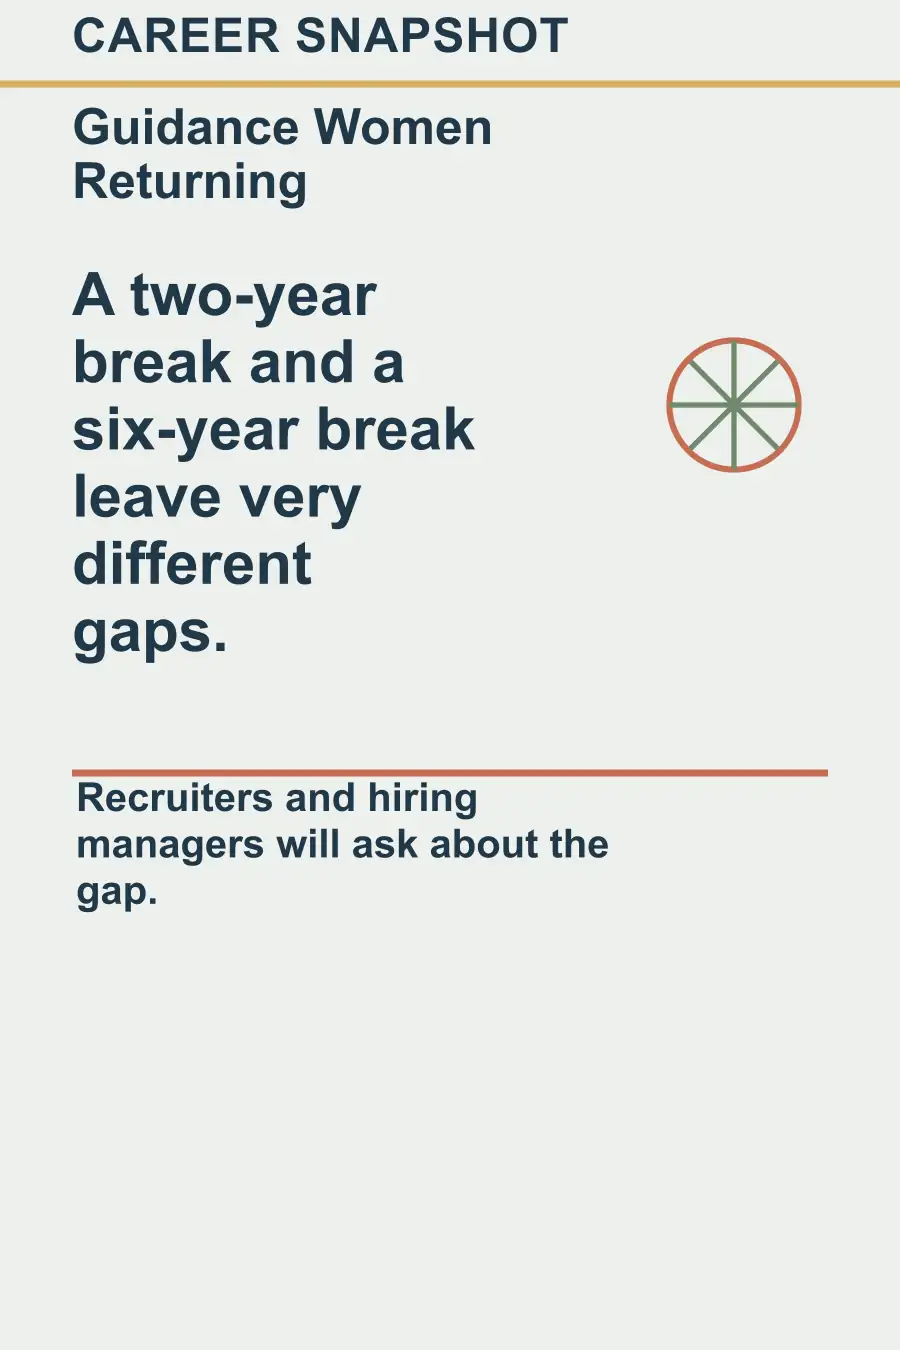 CAREER SNAPSHOT
Guidance Women
Returning
A two-year
break and a
six-year break
leave very
different
gaps.
Recruiters and hiring
managers will ask about the
gap.